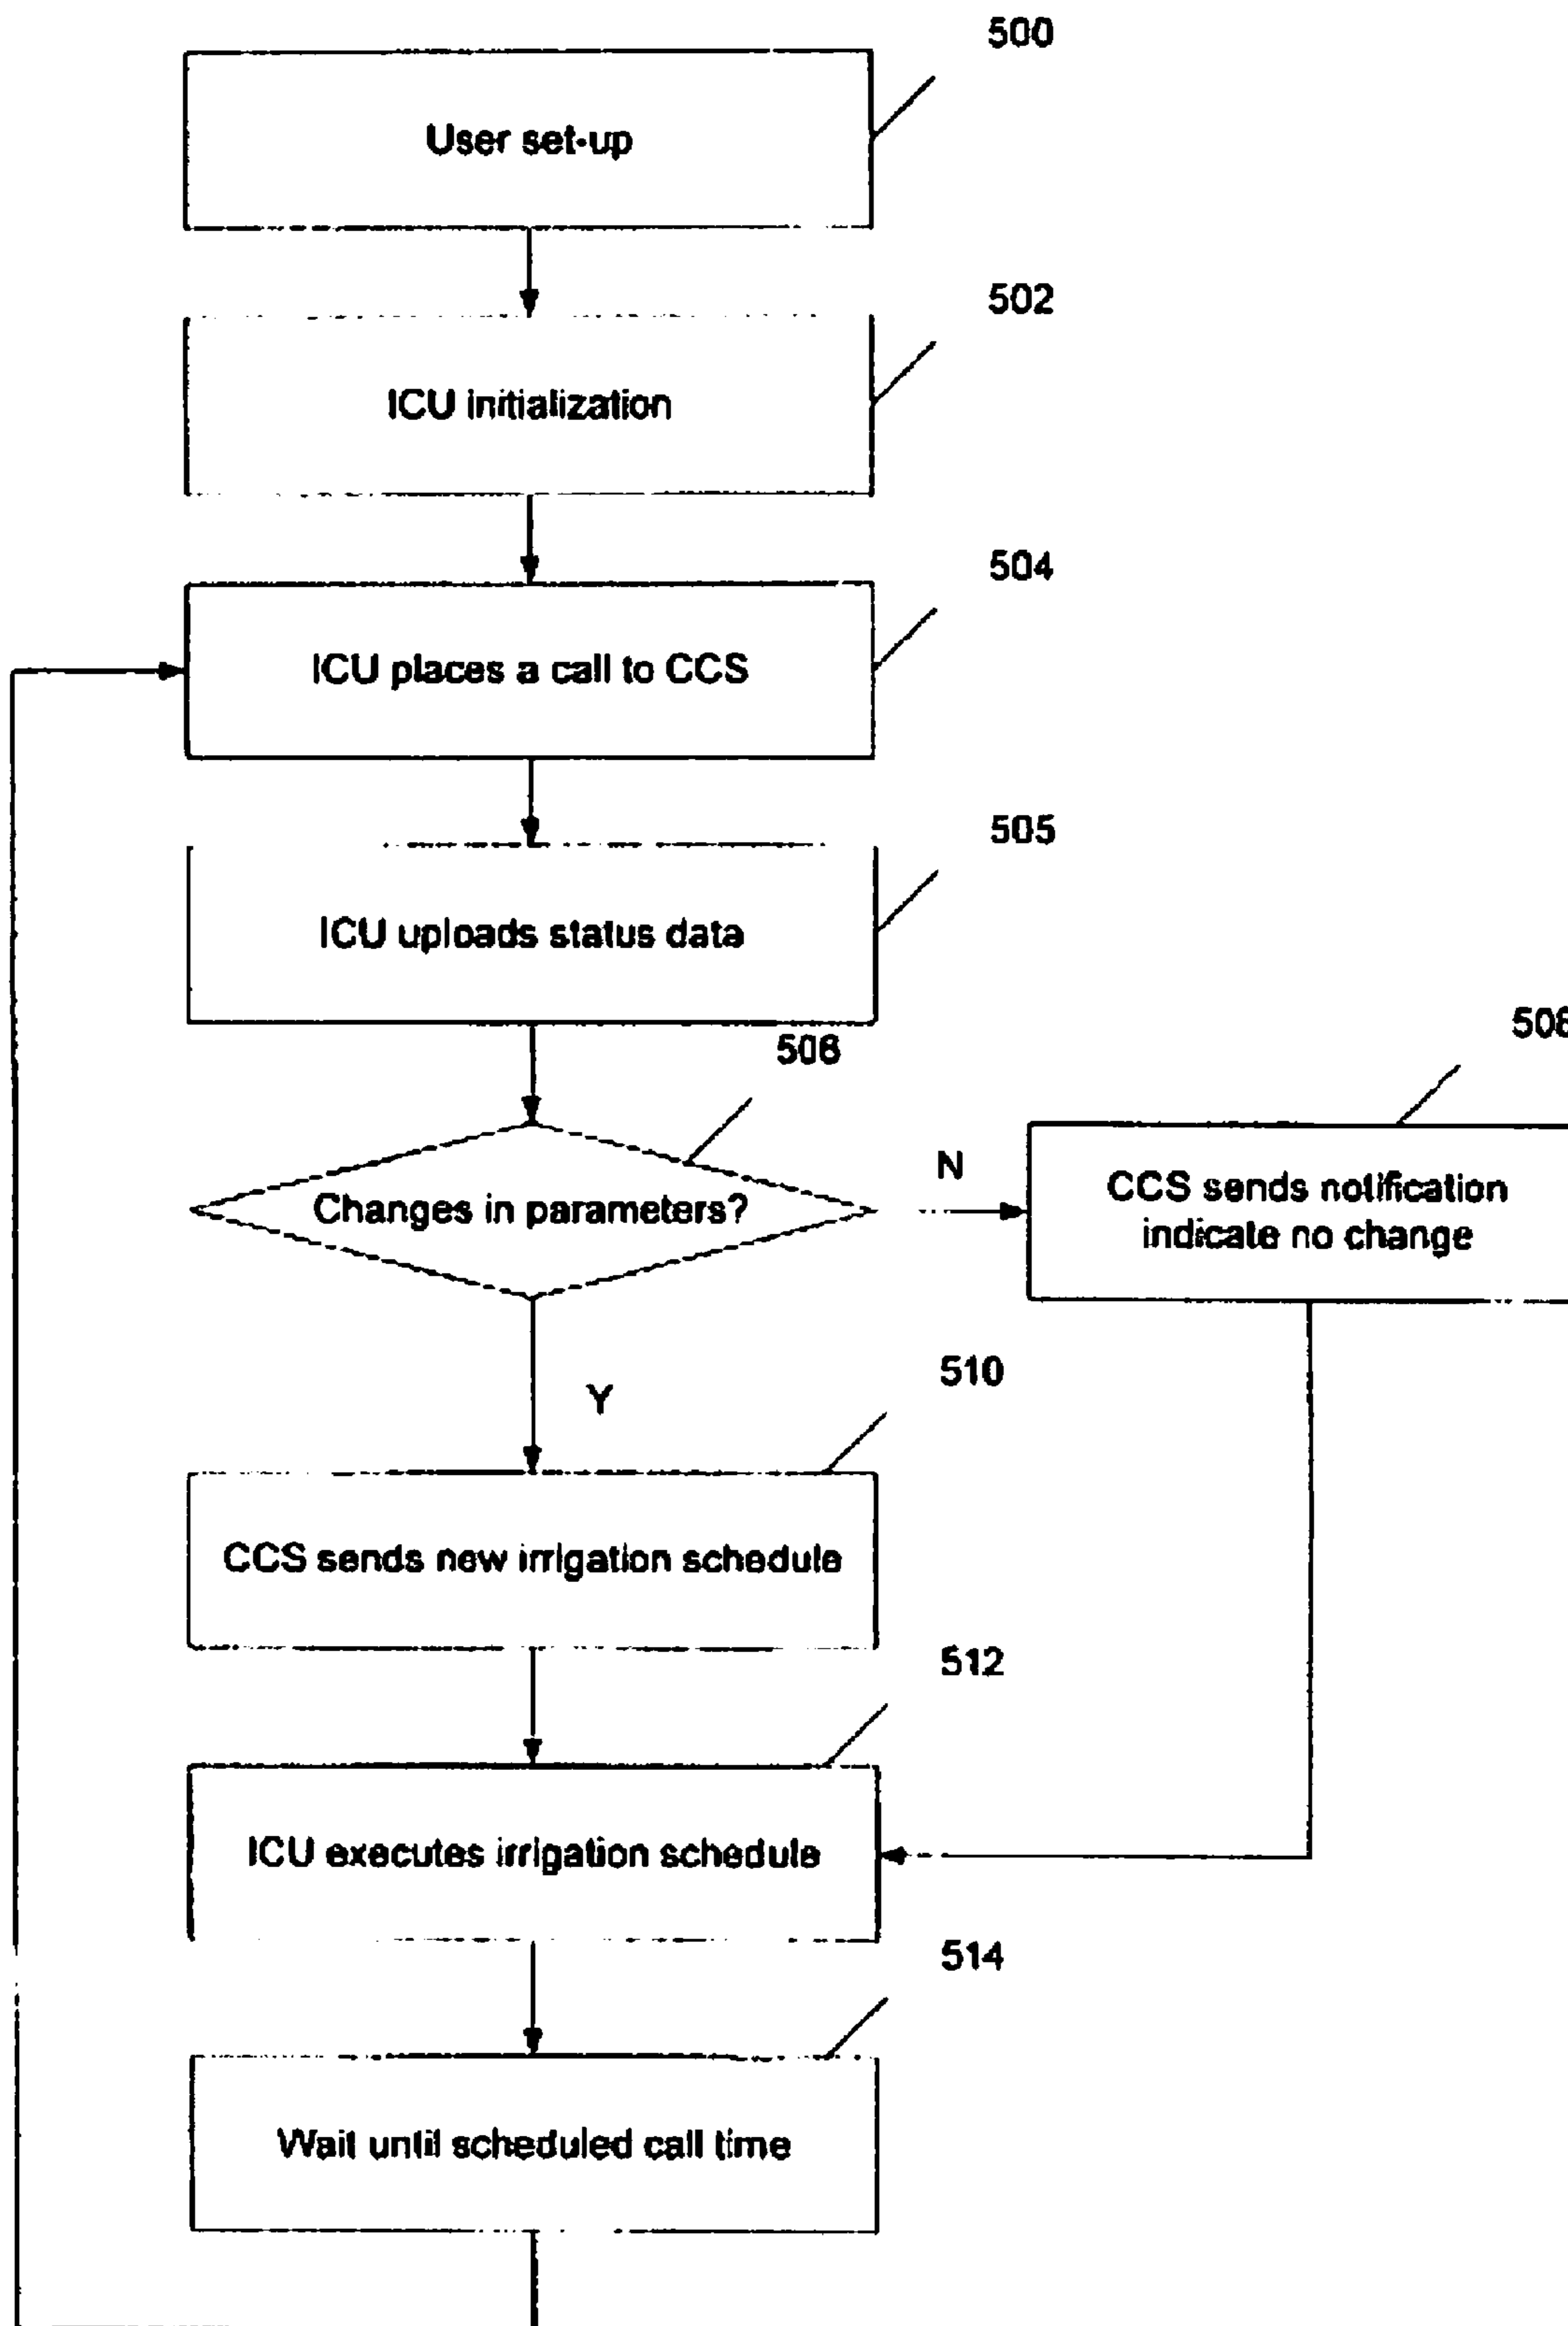 500
User set-up
502
ICU initialization
504
ICU places a call to CCS
505
ICU uploads status data
506
Changes in parameters?
N
508
CCS sends notification
indicate no change
Y
510
CCS sends new irrigation schedule
512
ICU executes irrigation schedule
514
Wait until scheduled call time